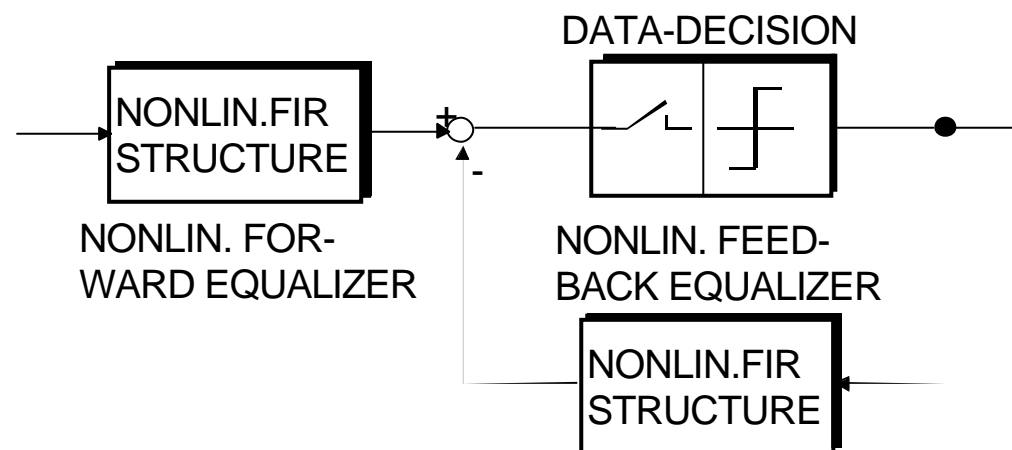 DATA-DECISION
NONLIN.FIR
STRUCTURE
+
-
NONLIN. FOR-
WARD EQUALIZER
NONLIN. FEED-
BACK EQUALIZER
NONLIN.FIR
STRUCTURE